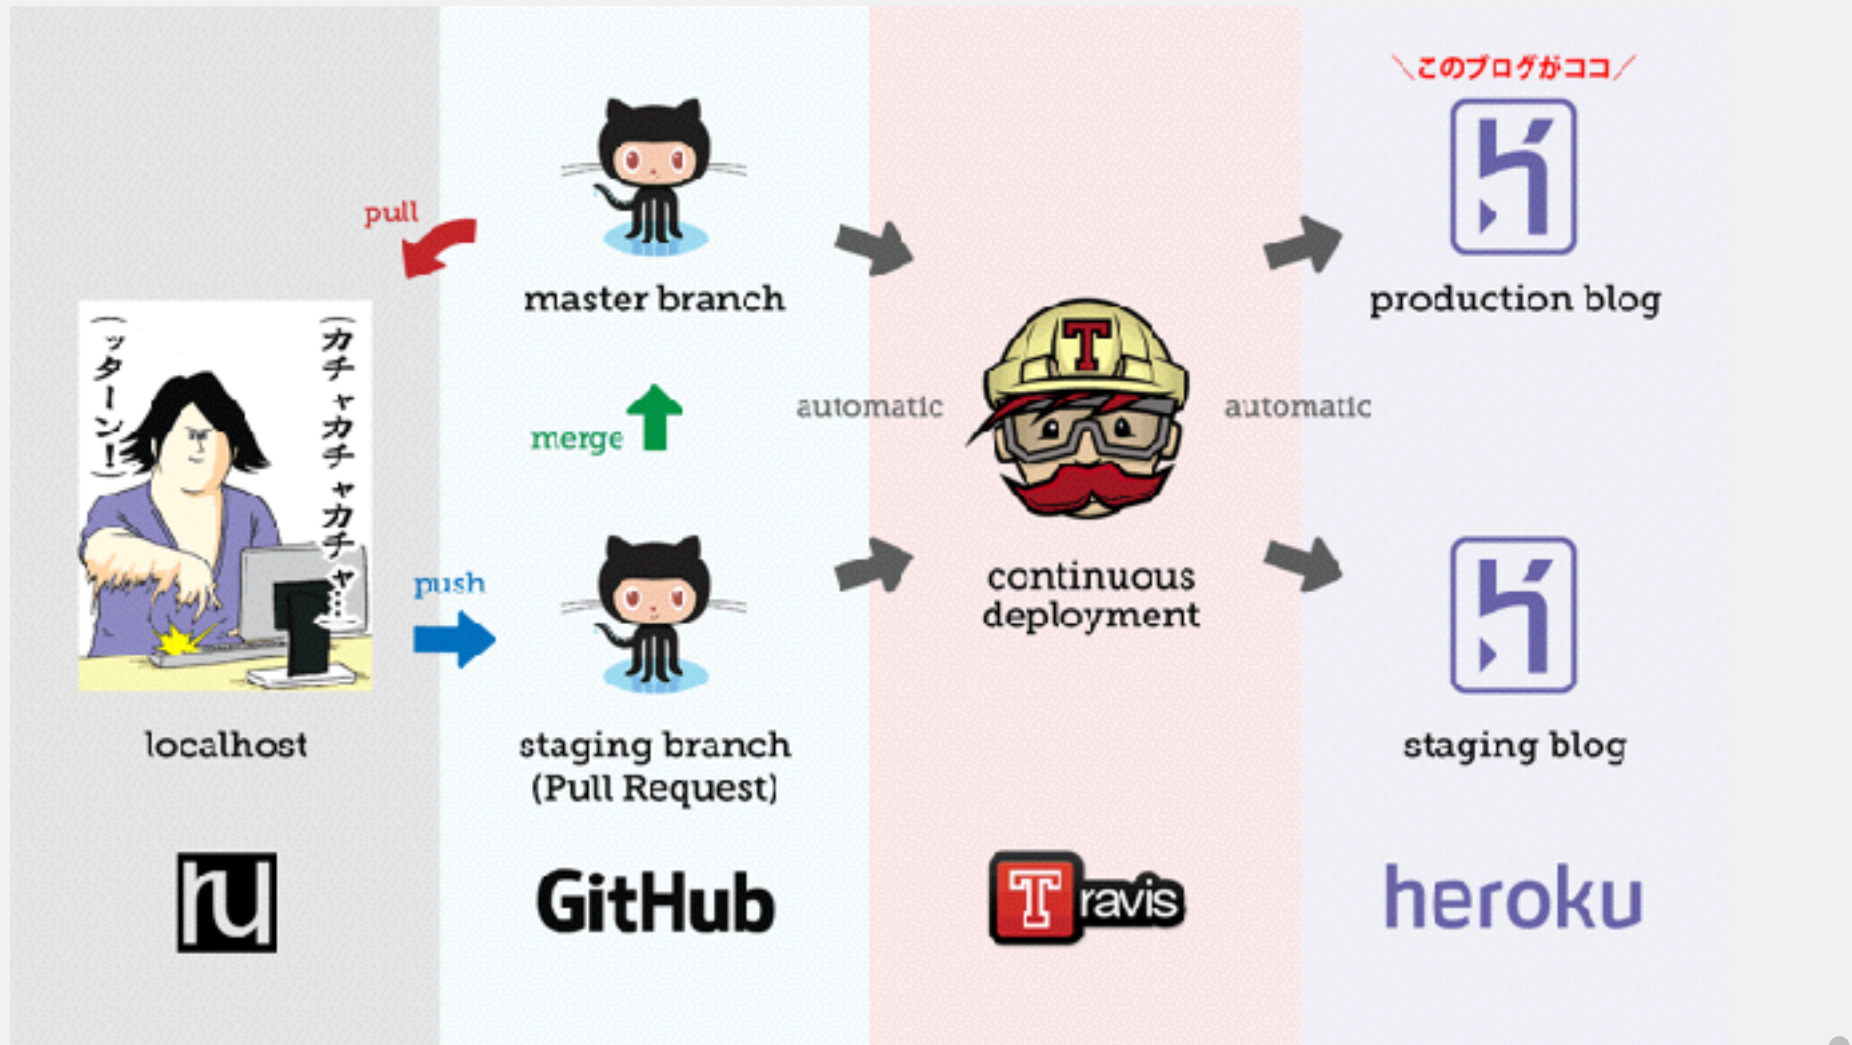 ＼このブログがココ／
pull
master branch
production blog
(カチャカチャカチャ…)
(ッターン！)
T
automatic
automatic
merge
push
continuous
deployment
localhost
staging branch
(Pull Request)
staging blog
ru
GitHub
Travis
heroku